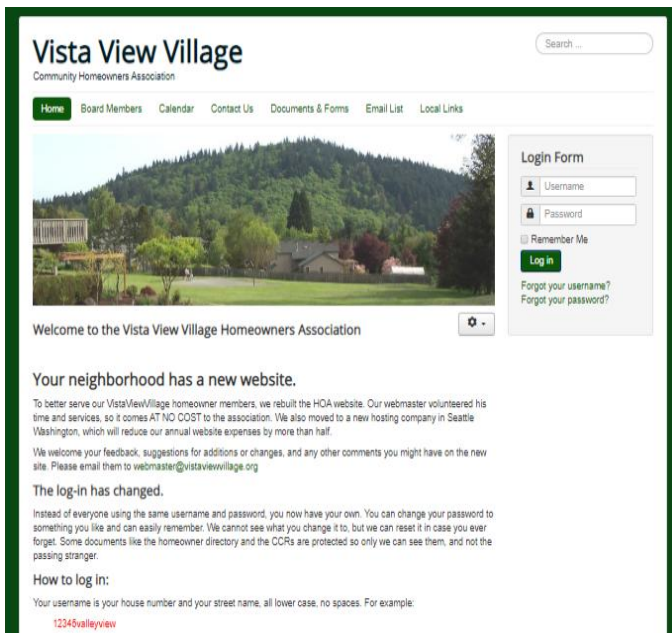 Vista View Village
Community Homeowners Association
Search ...
Home Board Members Calendar Contact Us Documents & Forms Email List Local Links
Login Form
Username
Password
Remember Me
Log in
Forgot your username?
Forgot your password?
Welcome to the Vista View Village Homeowners Association
Your neighborhood has a new website.
To better serve our VistaViewVillage homeowner members, we rebuilt the HOA website. Our webmaster volunteered his
time and services, so it comes AT NO COST to the association. We also moved to a new hosting company in Seattle
Washington, which will reduce our annual website expenses by more than half.
We welcome your feedback, suggestions for additions or changes, and any other comments you might have on the new
site. Please email them to webmaster@vistaviewvillage.org
The log-in has changed.
Instead of everyone using the same username and password, you now have your own. You can change your password to
something you like and can easily remember. We cannot see what you change it to, but we can reset it in case you ever
forget. Some documents like the homeowner directory and the CCRs are protected so only we can see them, and not the
passing stranger.
How to log in:
Your username is your house number and your street name, all lower case, no spaces. For example:
12345valleyview